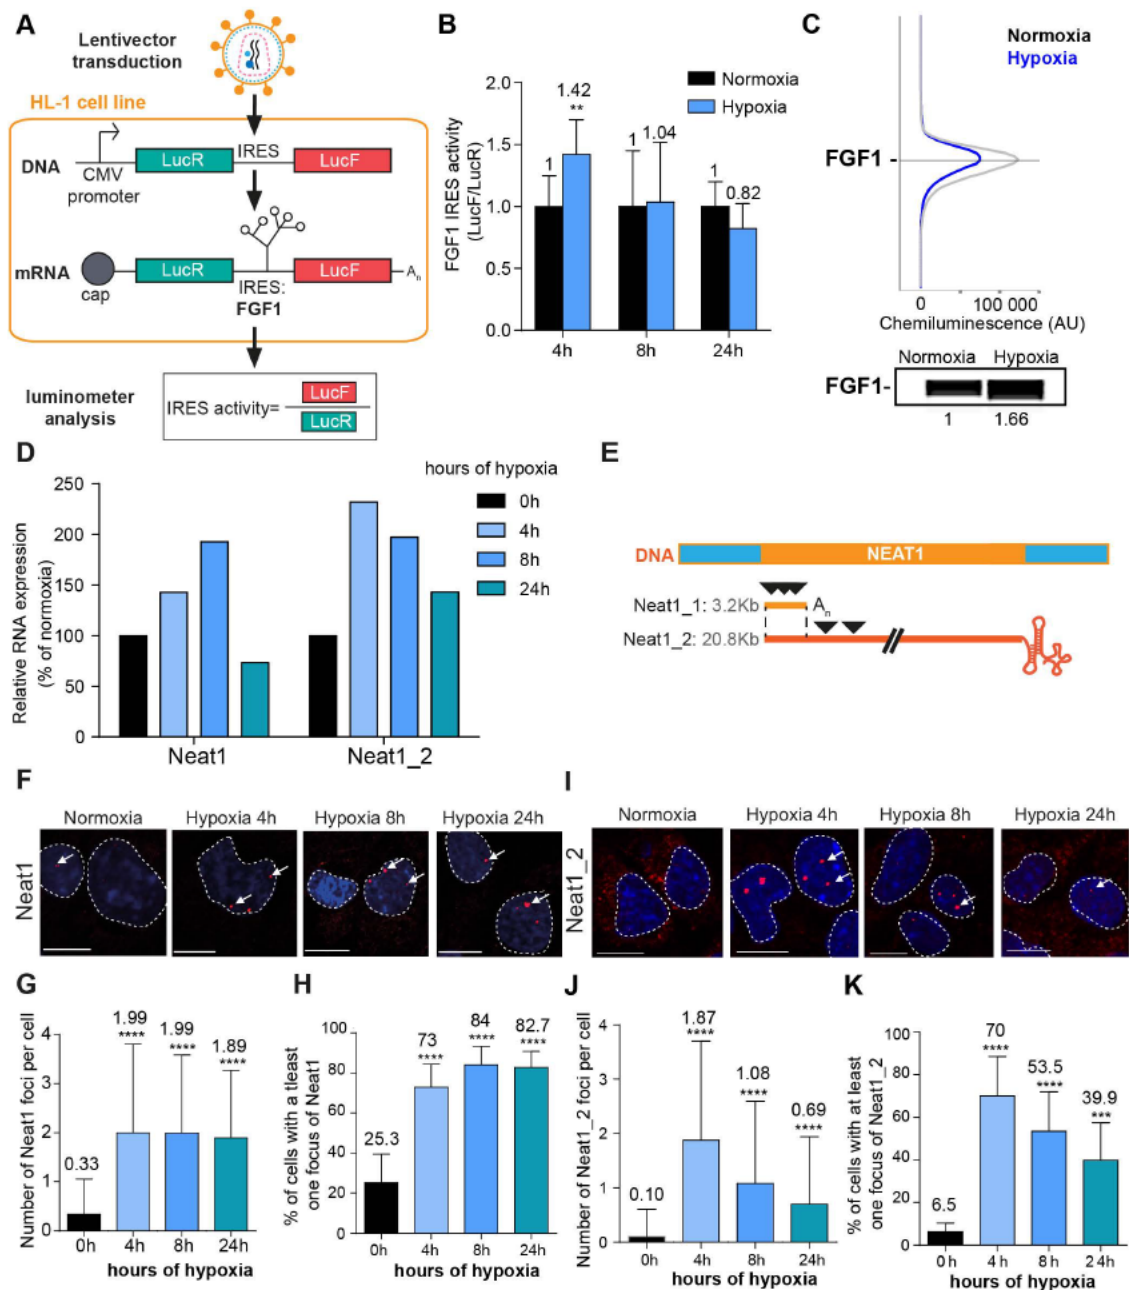 A
Lentivector
transduction
HL-1 cell line
DNA
LucR
IRES
LucF
CMV
promoter
mRNA
LucR
LucF
An
cap
IRES:
FGF1
luminometer
analysis
IRES activity=
LucF
LucR
B
Normoxia
Hypoxia
FGF1 IRES activity
(LucF/LucR)
2.0
1.5
1.0
0.5
0.0
1
1.42
**
1
1.04
1
0.82
4h
8h
24h
C
Normoxia
Hypoxia
FGF1 -
0
100 000
Chemiluminescence (AU)
Normoxia
Hypoxia
FGF1-
1
1.66
D
hours of hypoxia
0h
4h
8h
24h
Relative RNA expression
(% of normoxia)
250
200
150
100
50
0
Neat1
Neat1_2
E
DNA
NEAT1
Neat1_1: 3.2Kb
An
Neat1_2: 20.8Kb
F
Normoxia
Hypoxia 4h
Hypoxia 8h
Hypoxia 24h
Neat1
I
Normoxia
Hypoxia 4h
Hypoxia 8h
Hypoxia 24h
Neat1_2
G
Number of Neat1 foci per cell
4
3
2
1
0
0.33
1.99
****
1.99
****
1.89
****
0h
4h
8h
24h
hours of hypoxia
H
% of cells with a tleast
one focus of Neat1
100
80
60
40
20
0
25.3
73
****
84
****
82.7
****
0h
4h
8h
24h
hours of hypoxia
J
Number of Neat1_2 foci per cell
4
3
2
1
0
0.10
1.87
****
1.08
****
0.69
****
0h
4h
8h
24h
hours of hypoxia
K
% of cells with at least
one focus of Neat1_2
100
80
60
40
20
0
6.5
70
****
53.5
****
39.9
***
0h
4h
8h
24h
hours of hypoxia